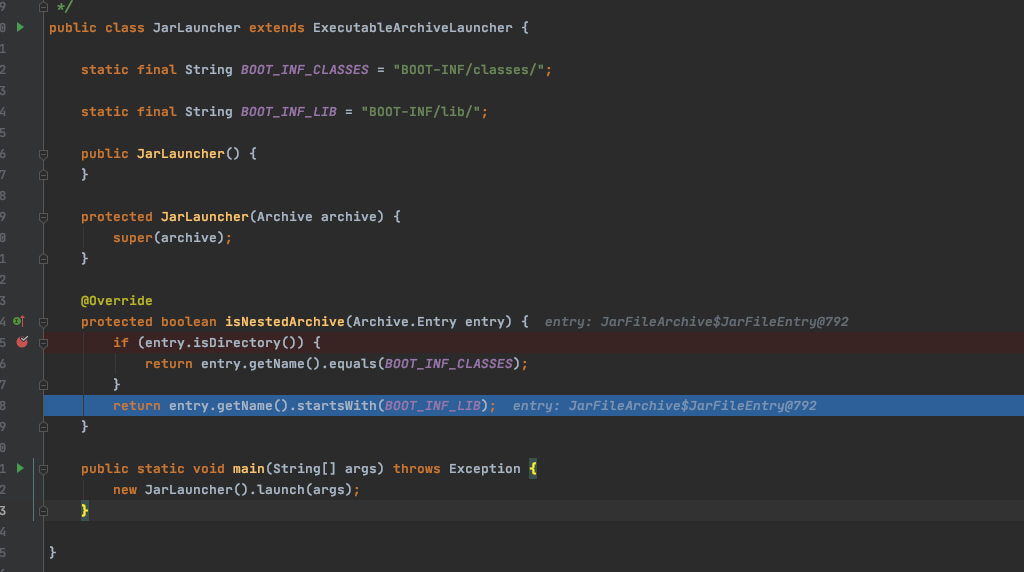 9 */
0 public class JarLauncher extends ExecutableArchiveLauncher {
1
2 static final String BOOT_INF_CLASSES = "BOOT-INF/classes/";
3
4 static final String BOOT_INF_LIB = "BOOT-INF/lib/";
5
6 public JarLauncher() {
7 }
8
9 protected JarLauncher(Archive archive) {
0 super(archive);
1 }
2
3 @Override
4 protected boolean isNestedArchive(Archive.Entry entry) { entry: JarFileArchive$JarFileEntry@792
5 if (entry.isDirectory()) {
6 return entry.getName().equals(BOOT_INF_CLASSES);
7 }
8 return entry.getName().startsWith(BOOT_INF_LIB); entry: JarFileArchive$JarFileEntry@792
9 }
0
1 public static void main(String[] args) throws Exception {
2 new JarLauncher().launch(args);
3 }
4
5 }